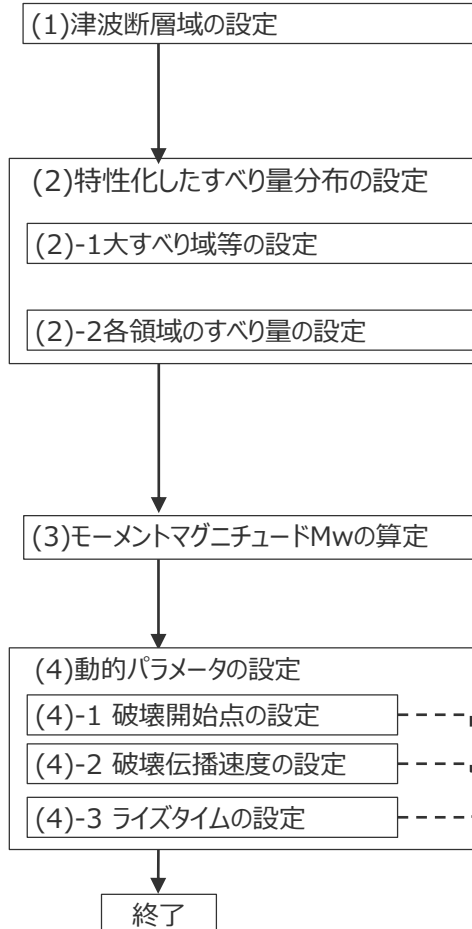 (1)津波断層域の設定
(2)特性化したすべり量分布の設定
(2)-1大すべり域等の設定
(2)-2各領域のすべり量の設定
(3)モーメントマグニチュードMwの算定
(4)動的パラメータの設定
(4)-1 破壊開始点の設定
(4)-2 破壊伝播速度の設定
(4)-3 ライズタイムの設定
終了